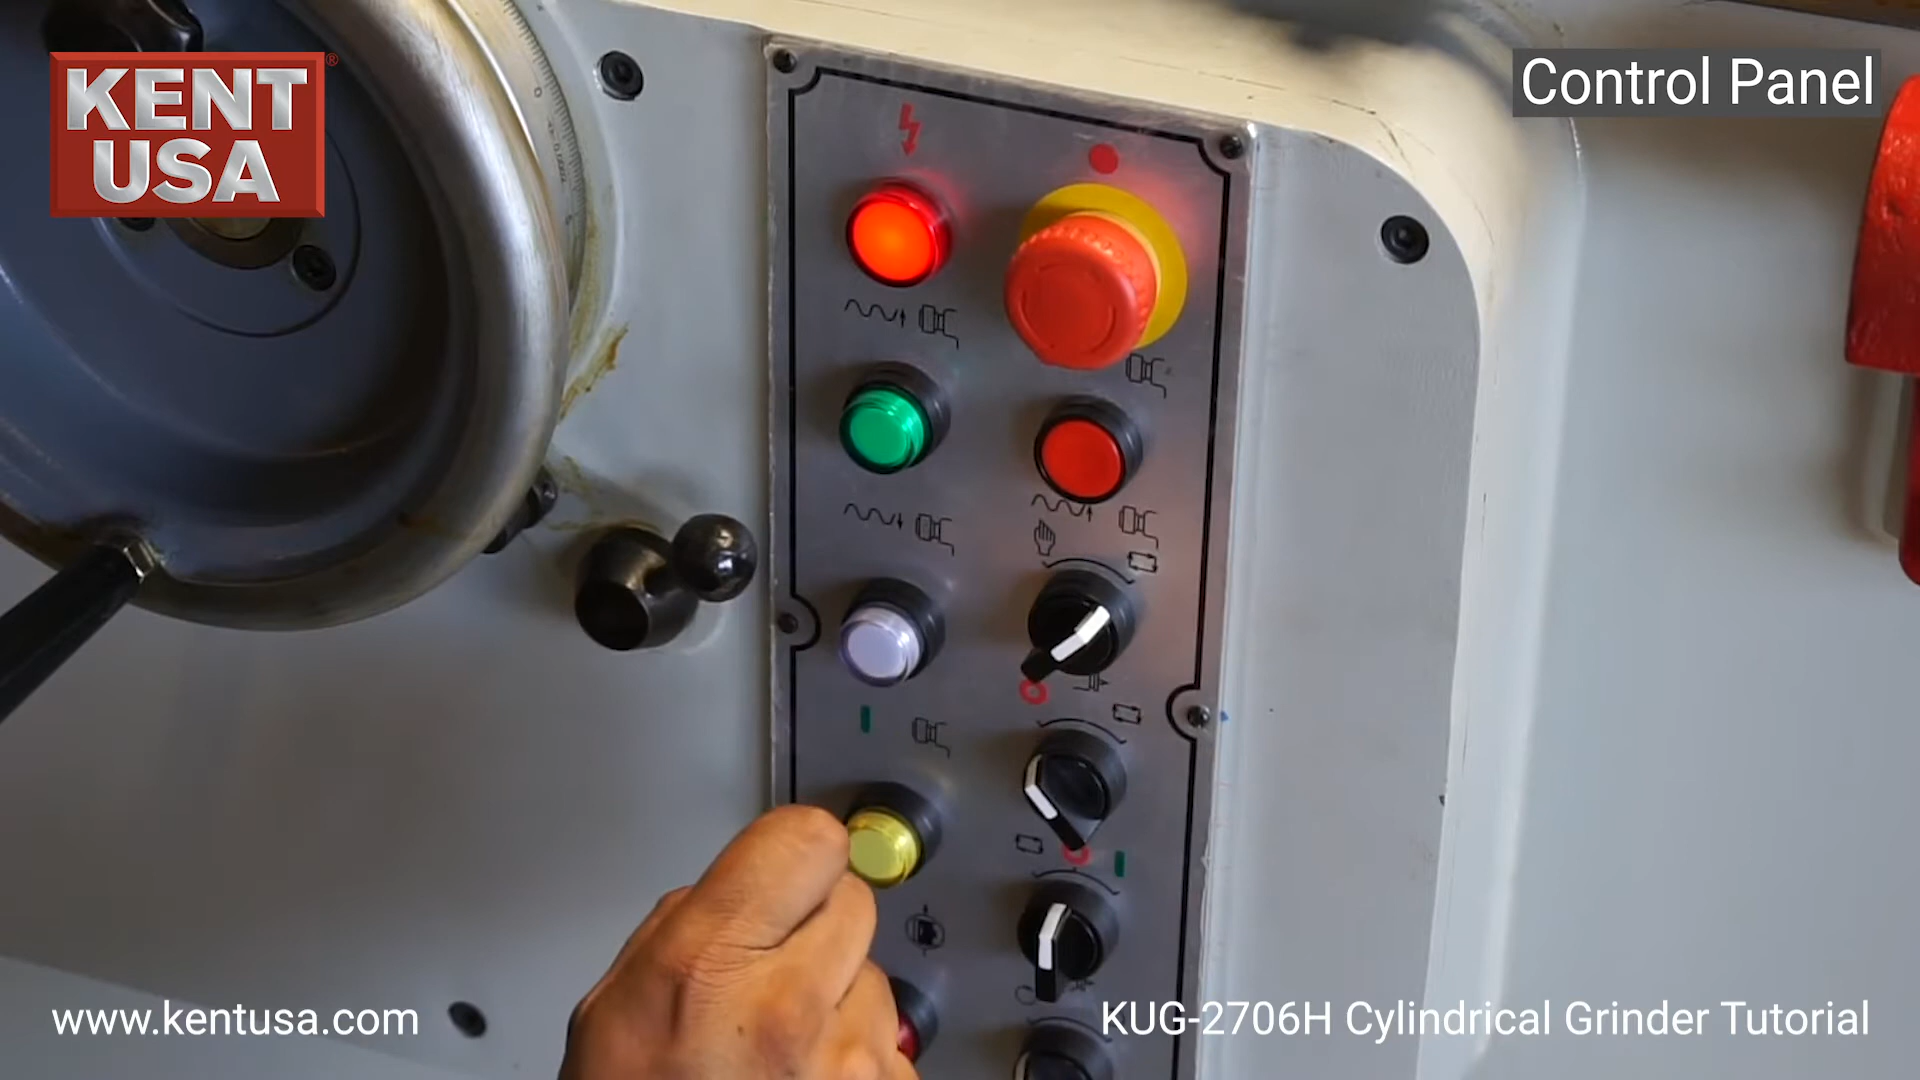 KENT
USA
®
Control Panel
www.kentusa.com
KUG-2706H Cylindrical Grinder Tutorial